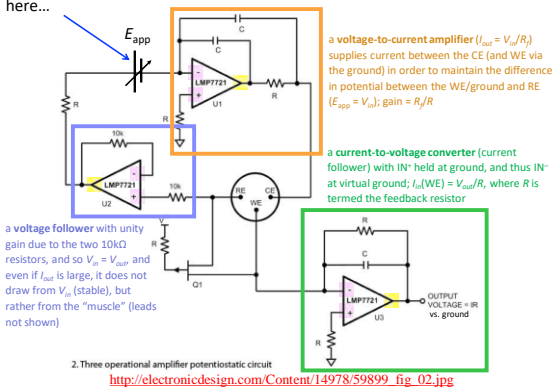 here...
E_app
C
C
LMP7721
U1
R
R
R
a voltage-to-current amplifier (I_out = V_in/R_f)
supplies current between the CE (and WE via
the ground) in order to maintain the difference
in potential between the WE/ground and RE
(E_app = V_in); gain = R_f/R
10k
LMP7721
U2
10k
RE
CE
WE
a current-to-voltage converter (current
follower) with IN⁺ held at ground, and thus IN⁻
at virtual ground; I_in(WE) = V_out/R, where R is
termed the feedback resistor
a voltage follower with unity
gain due to the two 10kΩ
resistors, and so V_in = V_out, and
even if I_out is large, it does not
draw from V_in (stable), but
rather from the “muscle” (leads
not shown)
V
R
Q1
R
C
LMP7721
U3
R
OUTPUT
VOLTAGE = IR
vs. ground
2. Three operational amplifier potentiostatic circuit
http://electronicdesign.com/Content/14978/59899_fig_02.jpg